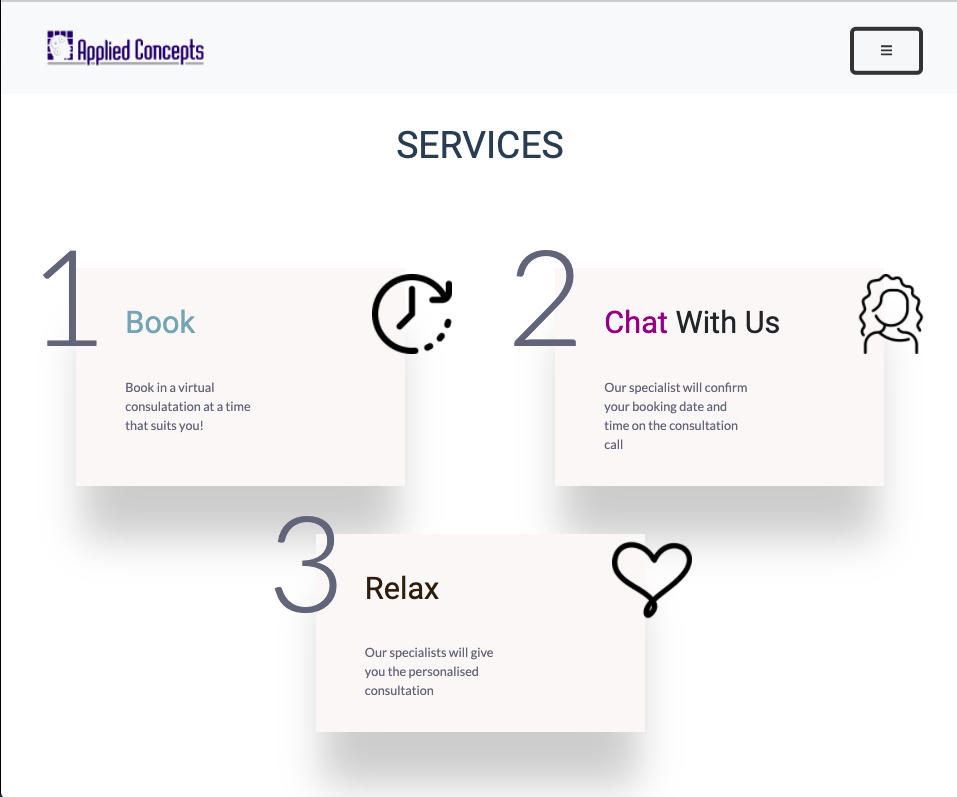 Applied Concepts
SERVICES
1
Book
Book in a virtual
consulatation at a time
that suits you!
2
Chat With Us
Our specialist will confirm
your booking date and
time on the consultation
call
3
Relax
Our specialists will give
you the personalised
consultation